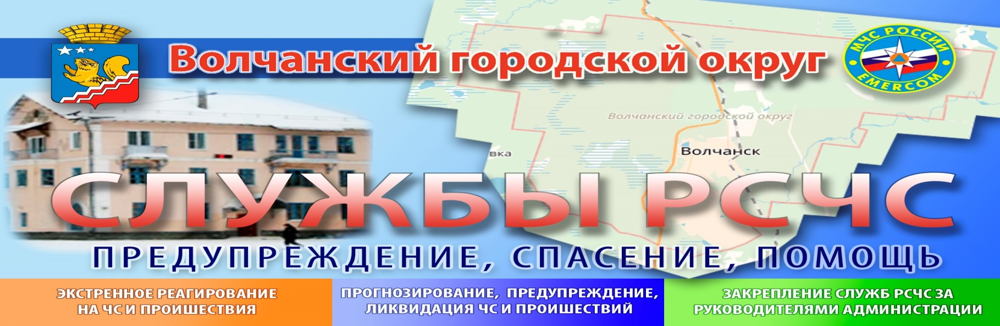 Волчанский городской округ
МЧС РОССИИ
EMERCOM
Волчанский городской округ
Волчанск
вка
СЛУЖБЫ РСЧС
ПРЕДУПРЕЖДЕНИЕ, СПАСЕНИЕ, ПОМОЩЬ
ЭКСТРЕННОЕ РЕАГИРОВАНИЕ
НА ЧС И ПРОИШЕСТВИЯ
ПРОГНОЗИРОВАНИЕ, ПРЕДУПРЕЖДЕНИЕ,
ЛИКВИДАЦИЯ ЧС И ПРОИШЕСТВИЙ
ЗАКРЕПЛЕНИЕ СЛУЖБ РСЧС ЗА
РУКОВОДИТЕЛЯМИ АДМИНИСТРАЦИИ